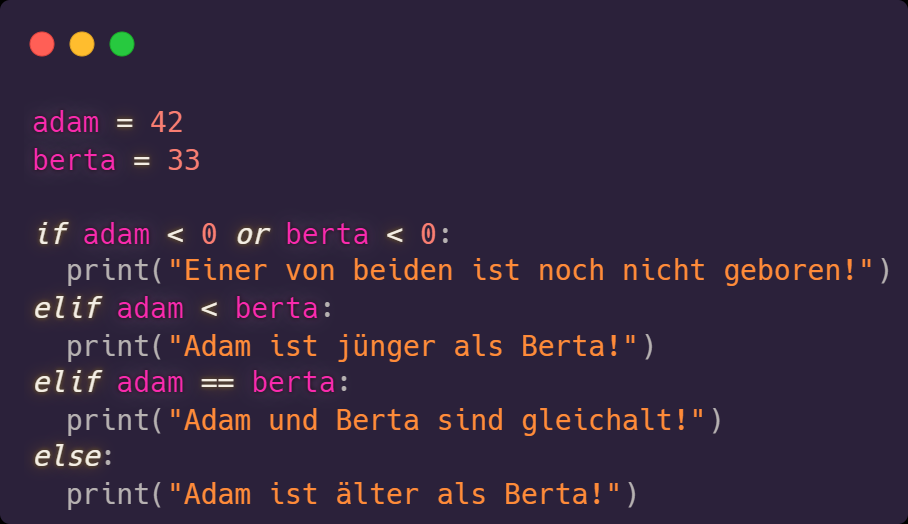 adam = 42
berta = 33

if adam < 0 or berta < 0:
  print("Einer von beiden ist noch nicht geboren!")
elif adam < berta:
  print("Adam ist jünger als Berta!")
elif adam == berta:
  print("Adam und Berta sind gleichalt!")
else:
  print("Adam ist älter als Berta!")